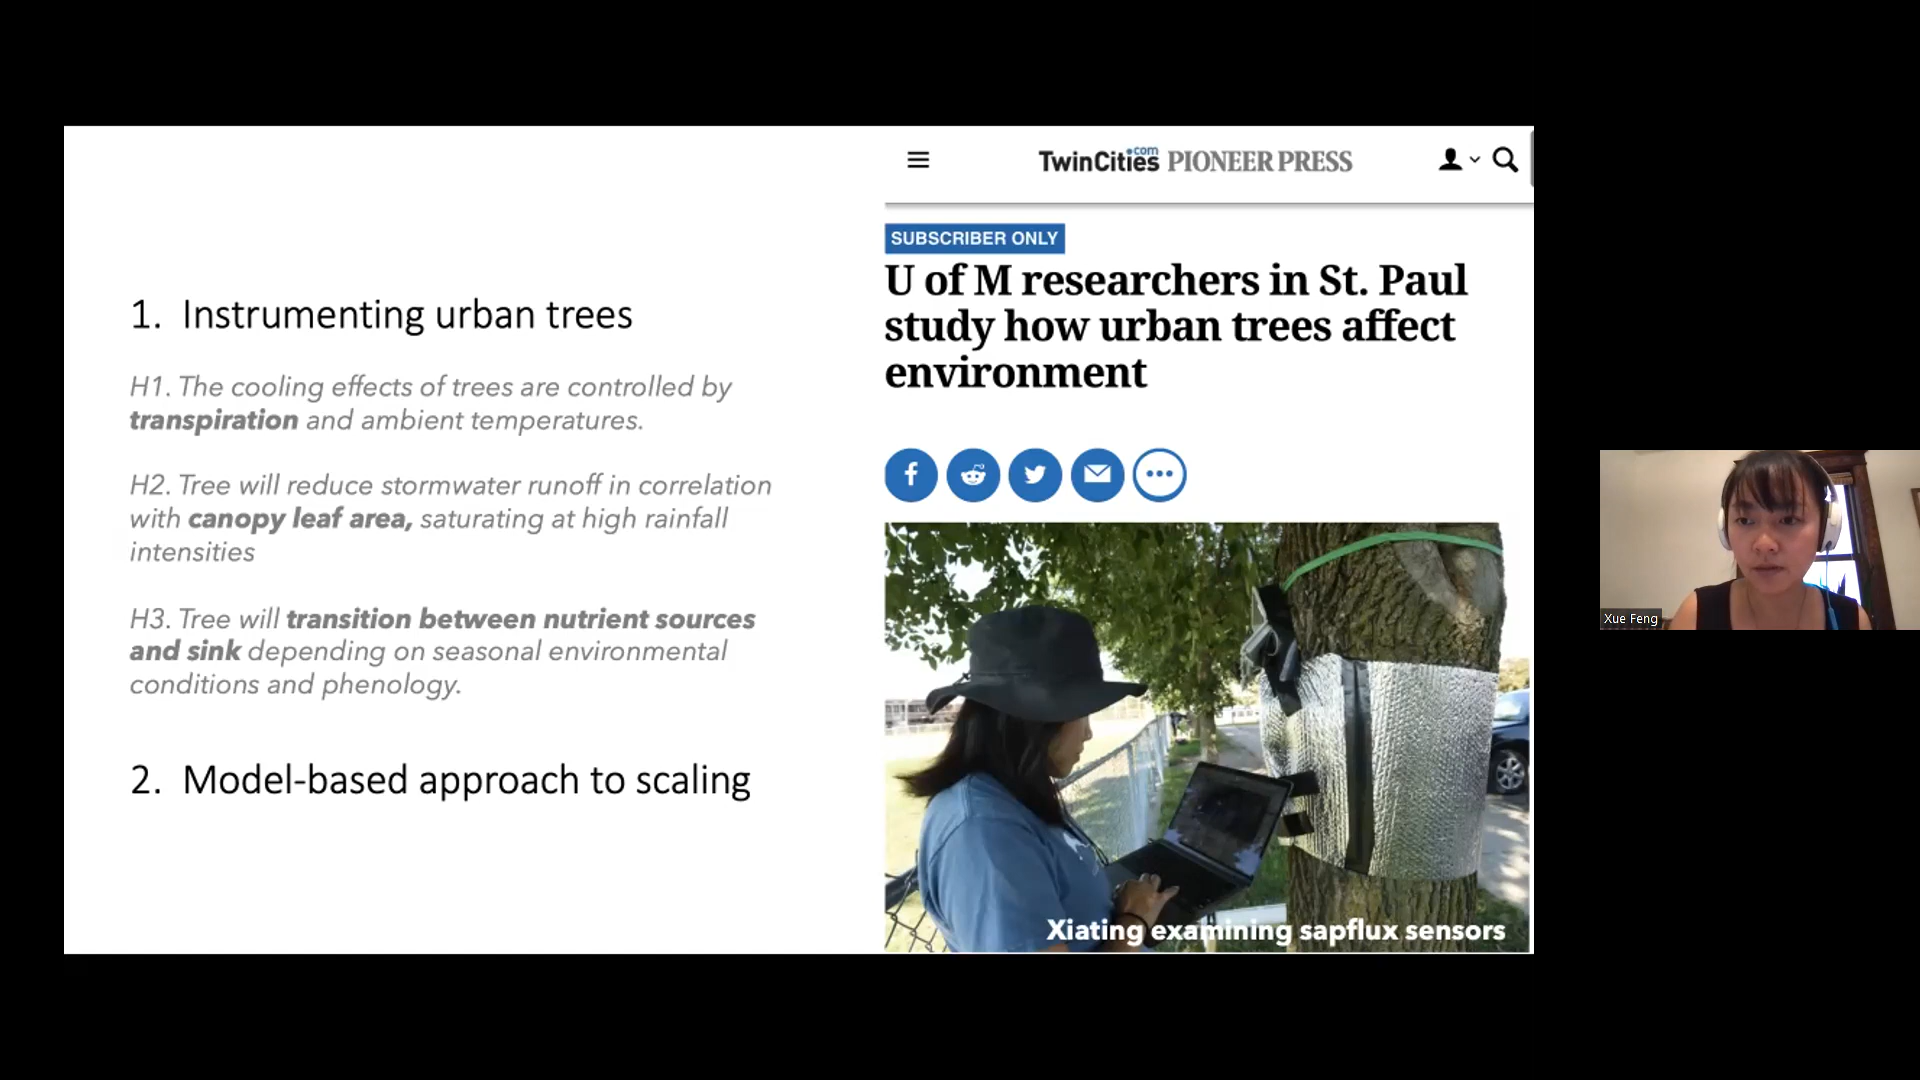 1. Instrumenting urban trees
H1. The cooling effects of trees are controlled by
transpiration and ambient temperatures.
H2. Tree will reduce stormwater runoff in correlation
with canopy leaf area, saturating at high rainfall
intensities
H3. Tree will transition between nutrient sources
and sink depending on seasonal environmental
conditions and phenology.
2. Model-based approach to scaling
TwinCities.com PIONEER PRESS
SUBSCRIBER ONLY
U of M researchers in St. Paul
study how urban trees affect
environment
Xiating examining sapflux sensors
Xue Feng